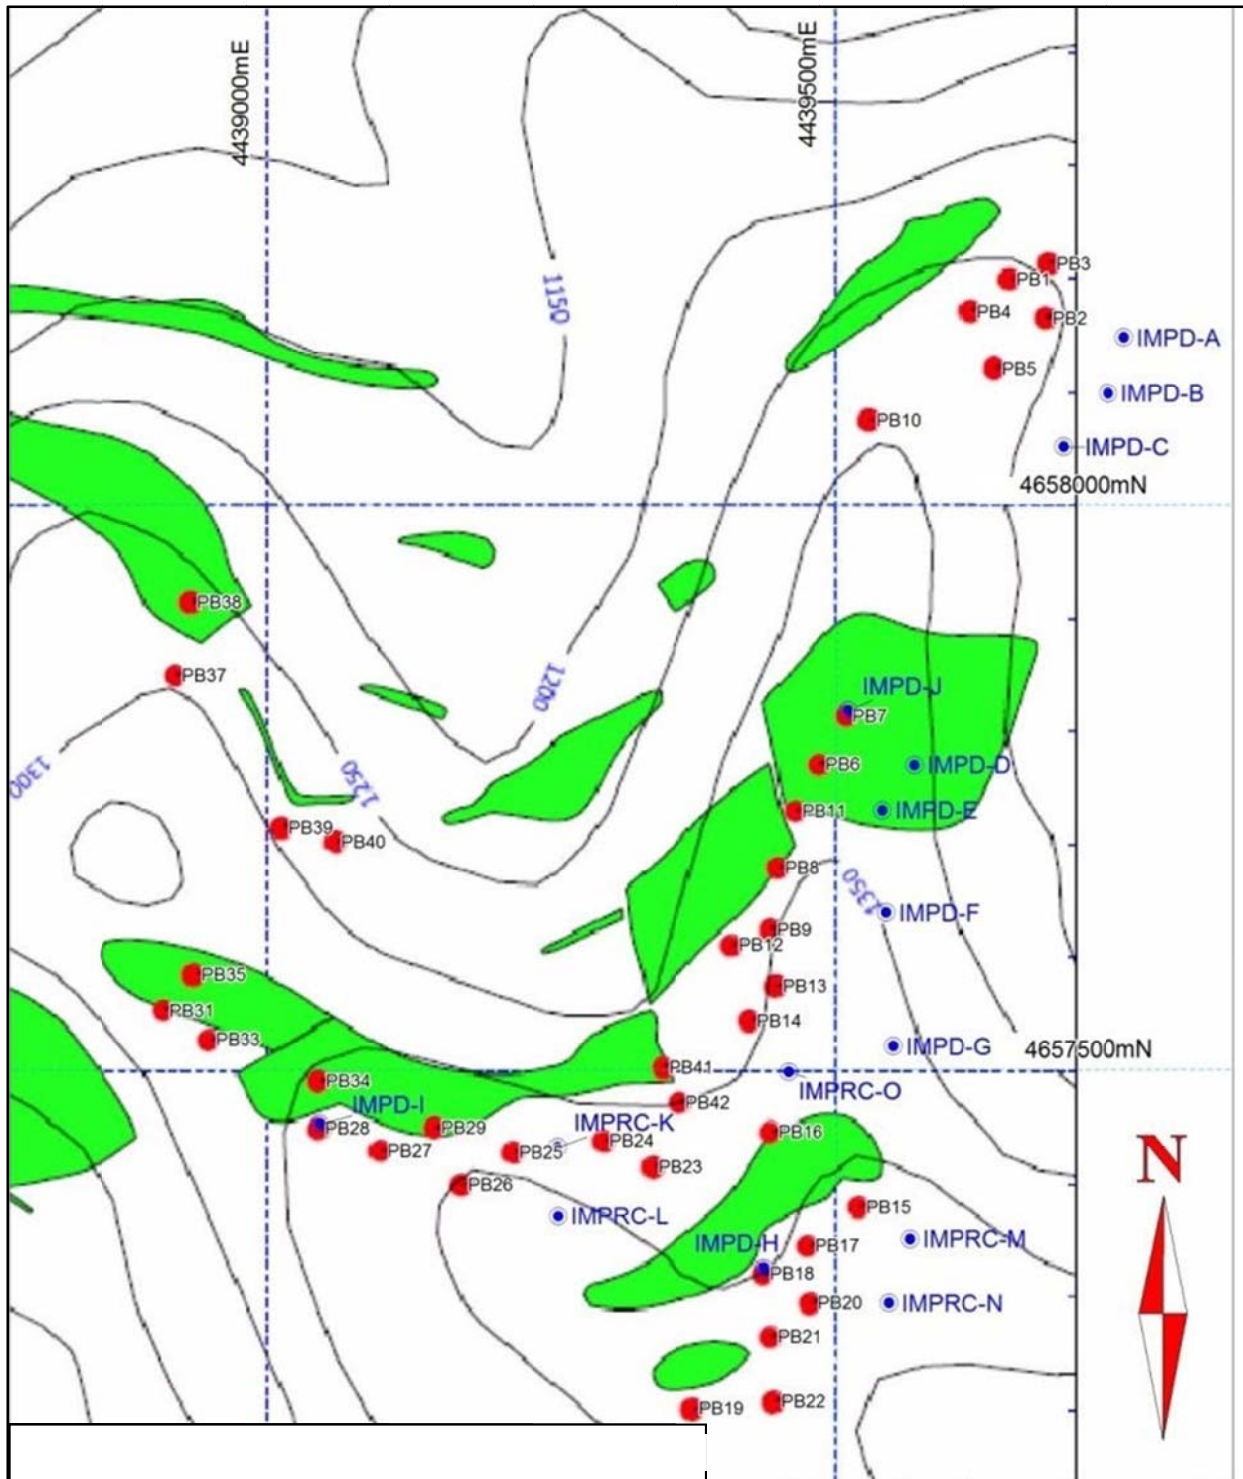 4439000mE
4439500mE
PB3
PB1
1150
PB4
PB2
IMPD-A
PB5
IMPD-B
PB10
IMPD-C
4658000mN
PB38
PB37
1200
IMPD-J
PB7
1300
1250
PB6
IMPD-D
PB11
IMPD-E
PB39
PB40
PB8
1350
IMPD-F
PB9
PB12
PB35
PB13
PB31
PB14
PB33
IMPD-G
4657500mN
PB41
PB34
IMPRC-O
IMPD-I
PB42
PB28
PB29
IMPRC-K
PB24
PB16
N
PB27
PB25
PB23
PB26
PB15
IMPRC-L
IMPRC-M
IMPD-H
PB17
PB18
PB20
IMPRC-N
PB21
PB19
PB22